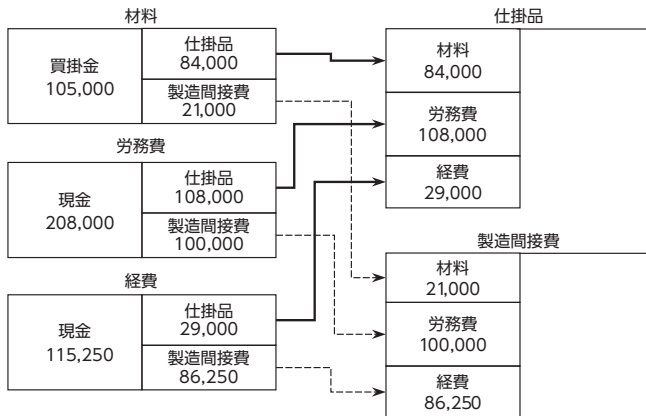 材料
買掛金
105,000
仕掛品
84,000
製造間接費
21,000
労務費
現金
208,000
仕掛品
108,000
製造間接費
100,000
経費
現金
115,250
仕掛品
29,000
製造間接費
86,250
仕掛品
材料
84,000
労務費
108,000
経費
29,000
製造間接費
材料
21,000
労務費
100,000
経費
86,250